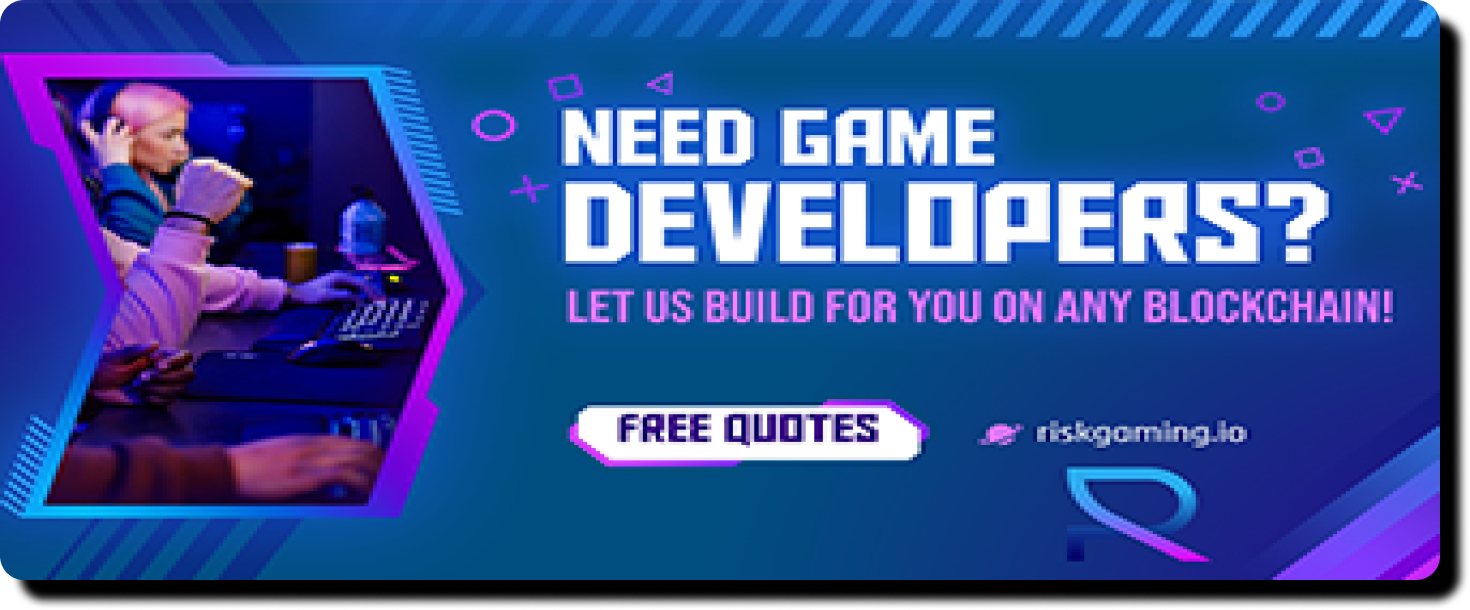 NEED GAME
DEVELOPERS?
LET US BUILD FOR YOU ON ANY BLOCKCHAIN!
FREE QUOTES
riskgaming.io